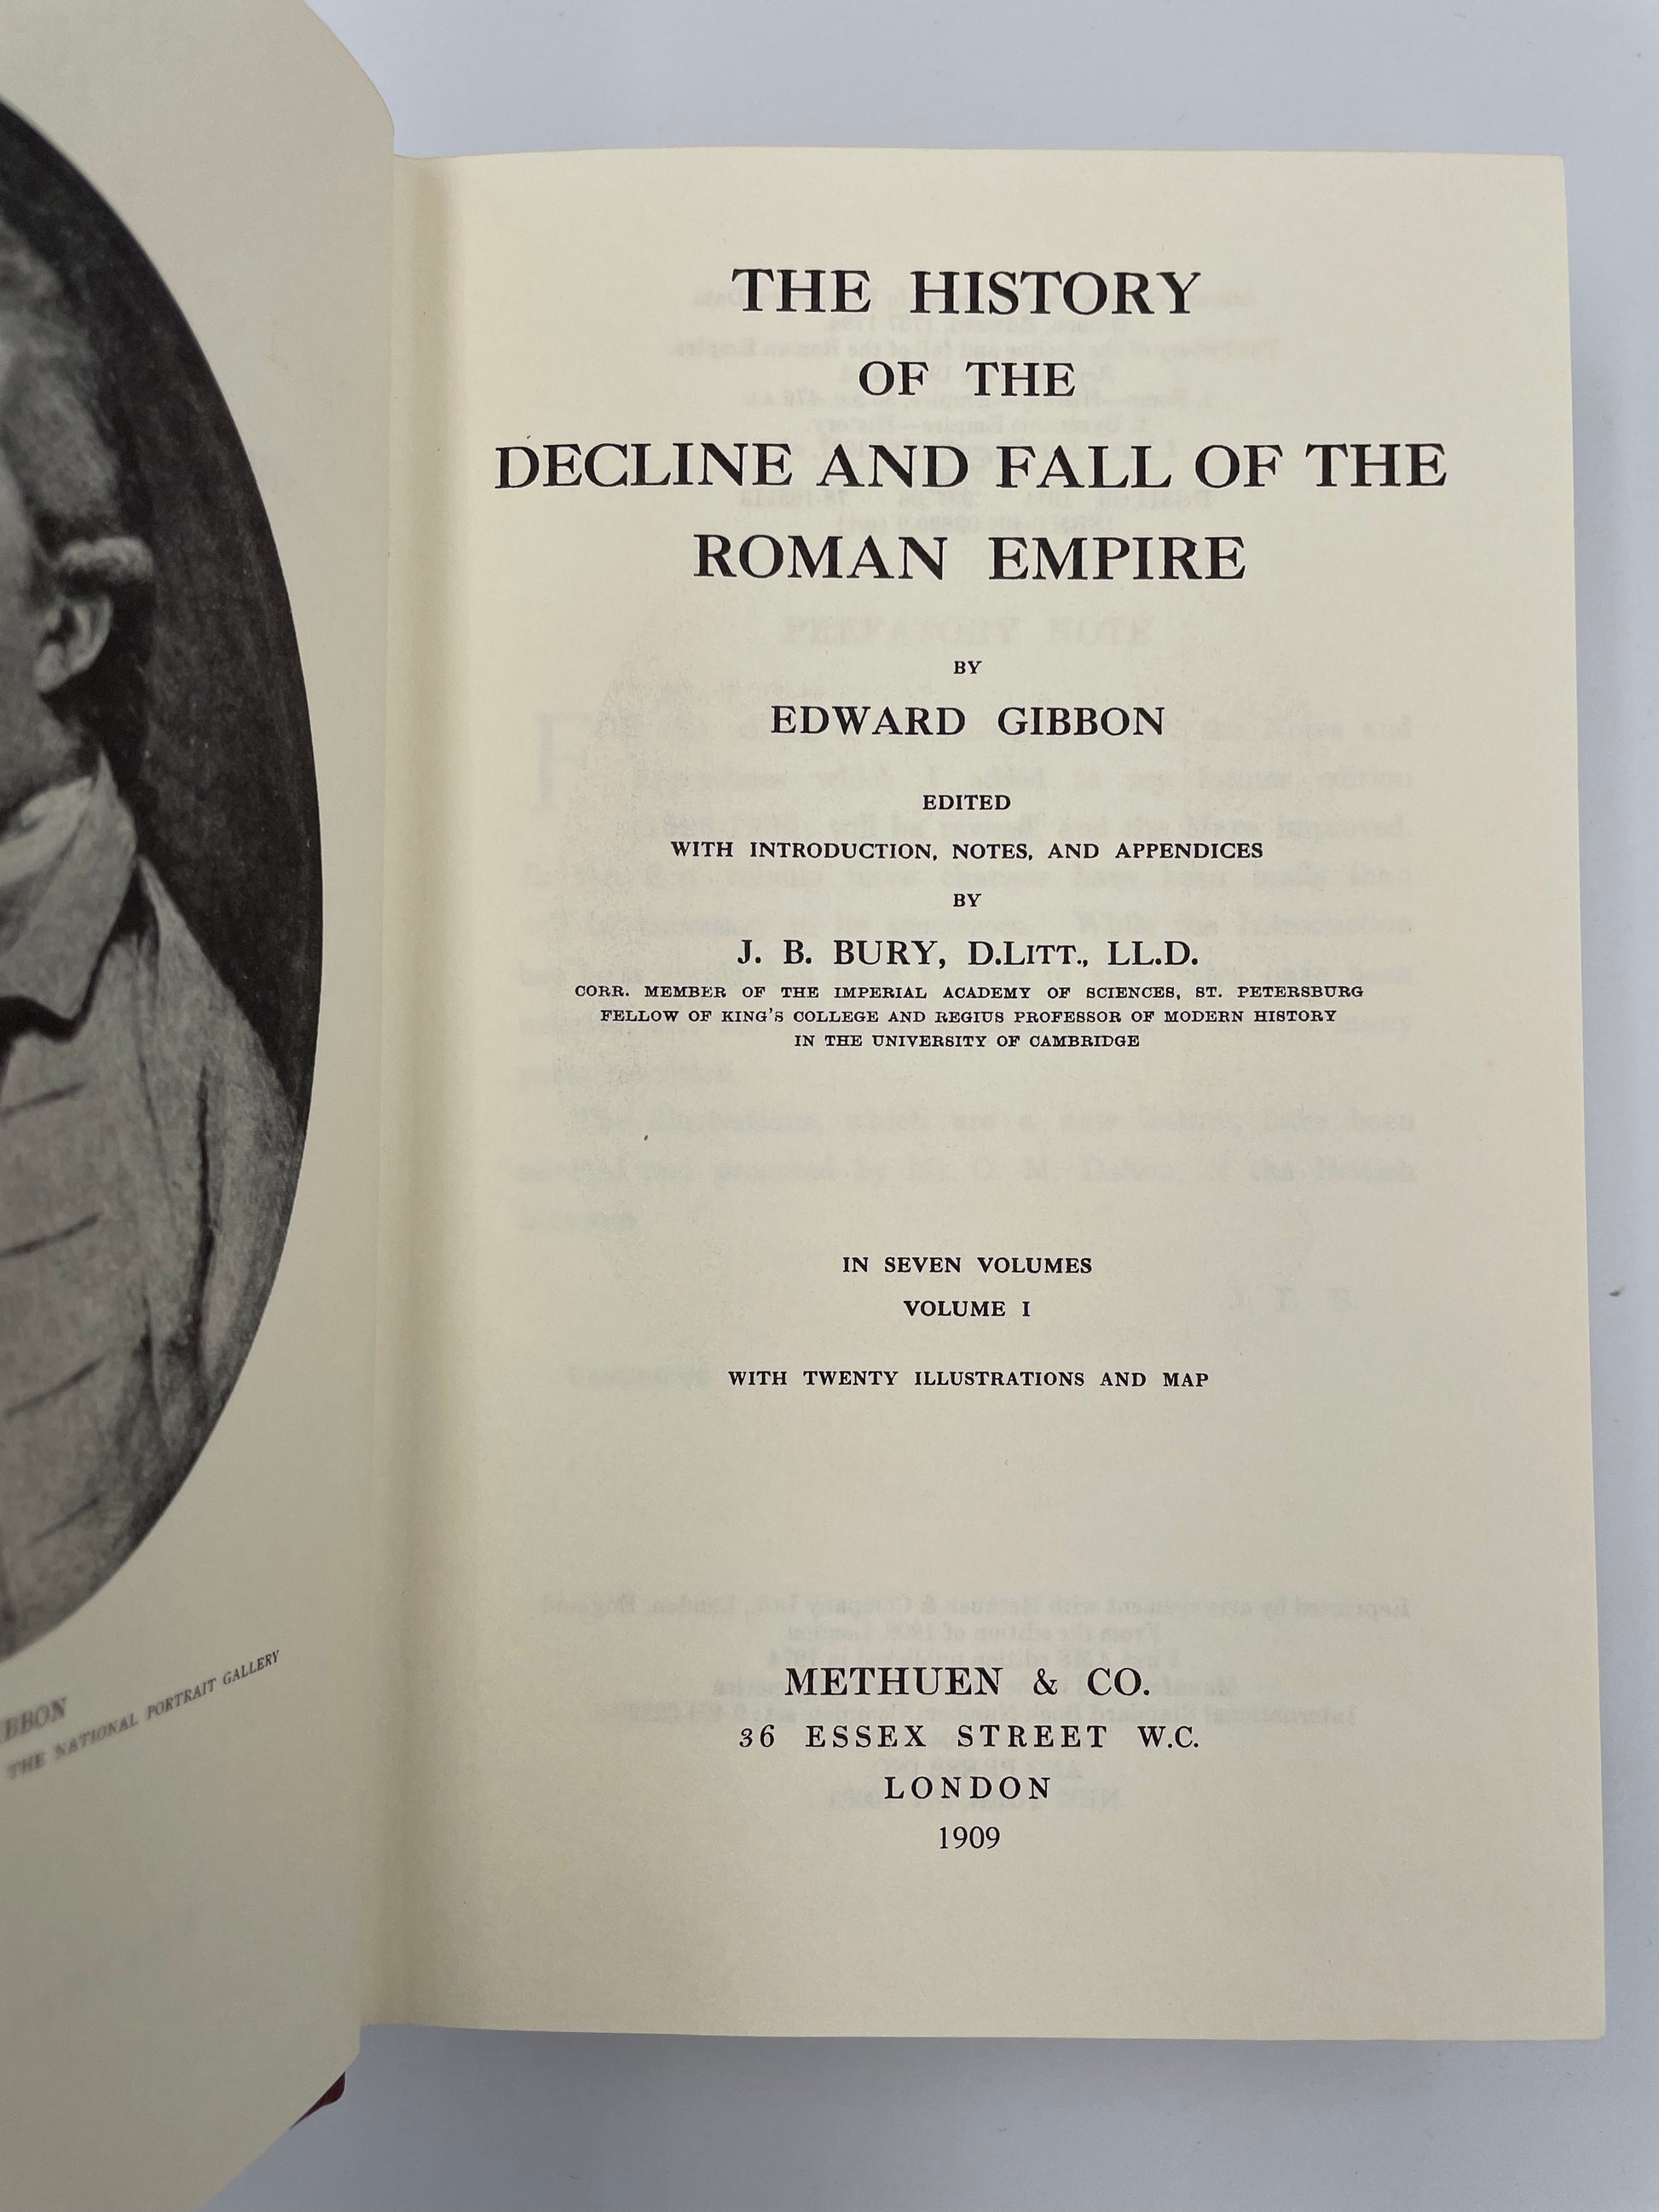 THE HISTORY
OF THE
DECLINE AND FALL OF THE
ROMAN EMPIRE
BY
EDWARD GIBBON
EDITED
WITH INTRODUCTION, NOTES, AND APPENDICES
BY
J. B. BURY, D.LITT., LL.D.
CORR. MEMBER OF THE IMPERIAL ACADEMY OF SCIENCES, ST. PETERSBURG
FELLOW OF KING'S COLLEGE AND REGIUS PROFESSOR OF MODERN HISTORY
IN THE UNIVERSITY OF CAMBRIDGE
IN SEVEN VOLUMES
VOLUME I
WITH TWENTY ILLUSTRATIONS AND MAP
METHUEN & CO.
36 ESSEX STREET W.C.
LONDON
1909
THE NATIONAL PORTRAIT GALLERY